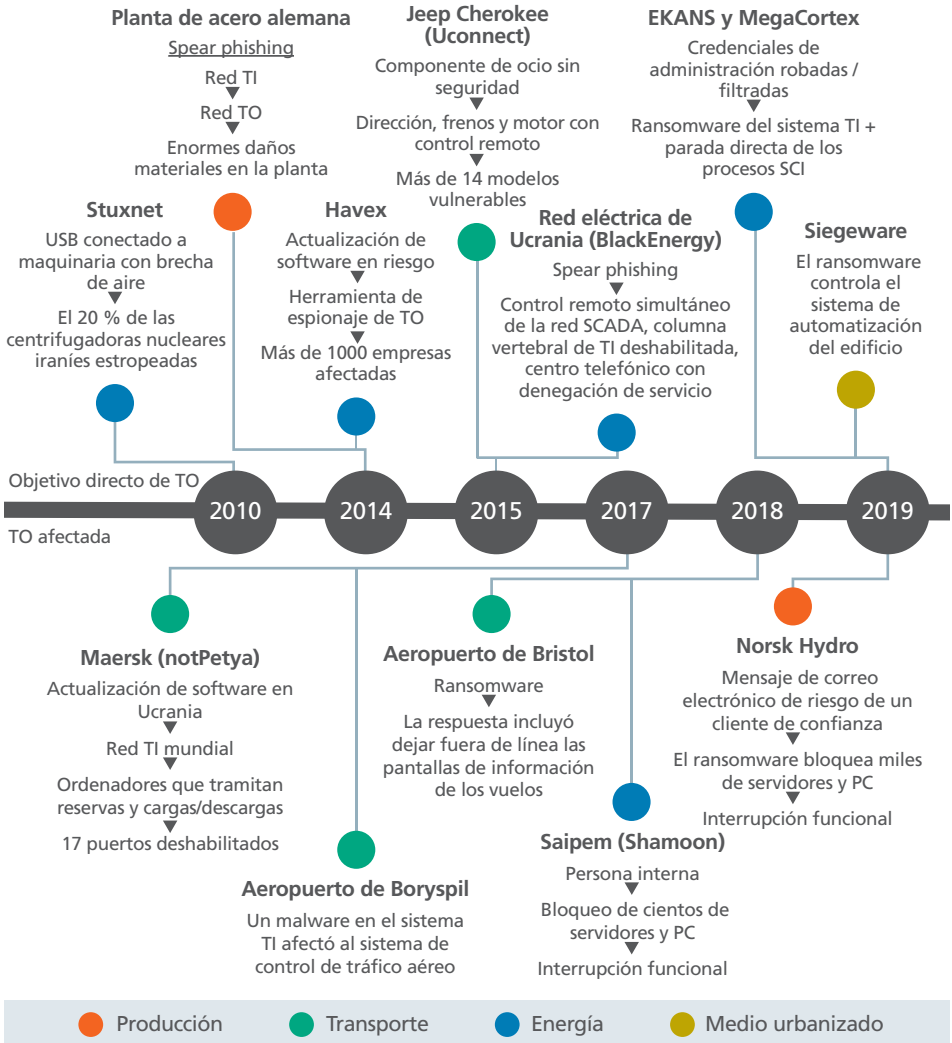 Planta de acero alemana
Spear phishing
Red TI
Red TO
Enormes daños
materiales en la planta
Jeep Cherokee
(Uconnect)
Componente de ocio sin
seguridad
Dirección, frenos y motor con
control remoto
Más de 14 modelos
vulnerables
EKANS y MegaCortex
Credenciales de
administración robadas /
filtradas
Ransomware del sistema TI +
parada directa de los
procesos SCI
Stuxnet
USB conectado a
maquinaria con brecha
de aire
El 20 % de las
centrifugadoras nucleares
iraníes estropeadas
Havex
Actualización de
software en riesgo
Herramienta de
espionaje de TO
Más de 1000 empresas
afectadas
Red eléctrica de
Ucrania (BlackEnergy)
Spear phishing
Control remoto simultáneo
de la red SCADA, columna
vertebral de TI deshabilitada,
centro telefónico con
denegación de servicio
Siegeware
El ransomware
controla el
sistema de
automatización
del edificio
Objetivo directo de TO
TO afectada
2010
2014
2015
2017
2018
2019
Maersk (notPetya)
Actualización de software en
Ucrania
Red TI mundial
Ordenadores que tramitan
reservas y cargas/descargas
17 puertos deshabilitados
Aeropuerto de Boryspil
Un malware en el sistema
TI afectó al sistema de
control de tráfico aéreo
Aeropuerto de Bristol
Ransomware
La respuesta incluyó
dejar fuera de línea las
pantallas de información
de los vuelos
Saipem (Shamoon)
Persona interna
Bloqueo de cientos de
servidores y PC
Interrupción funcional
Norsk Hydro
Mensaje de correo
electrónico de riesgo de un
cliente de confianza
El ransomware bloquea miles
de servidores y PC
Interrupción funcional
Producción
Transporte
Energía
Medio urbanizado